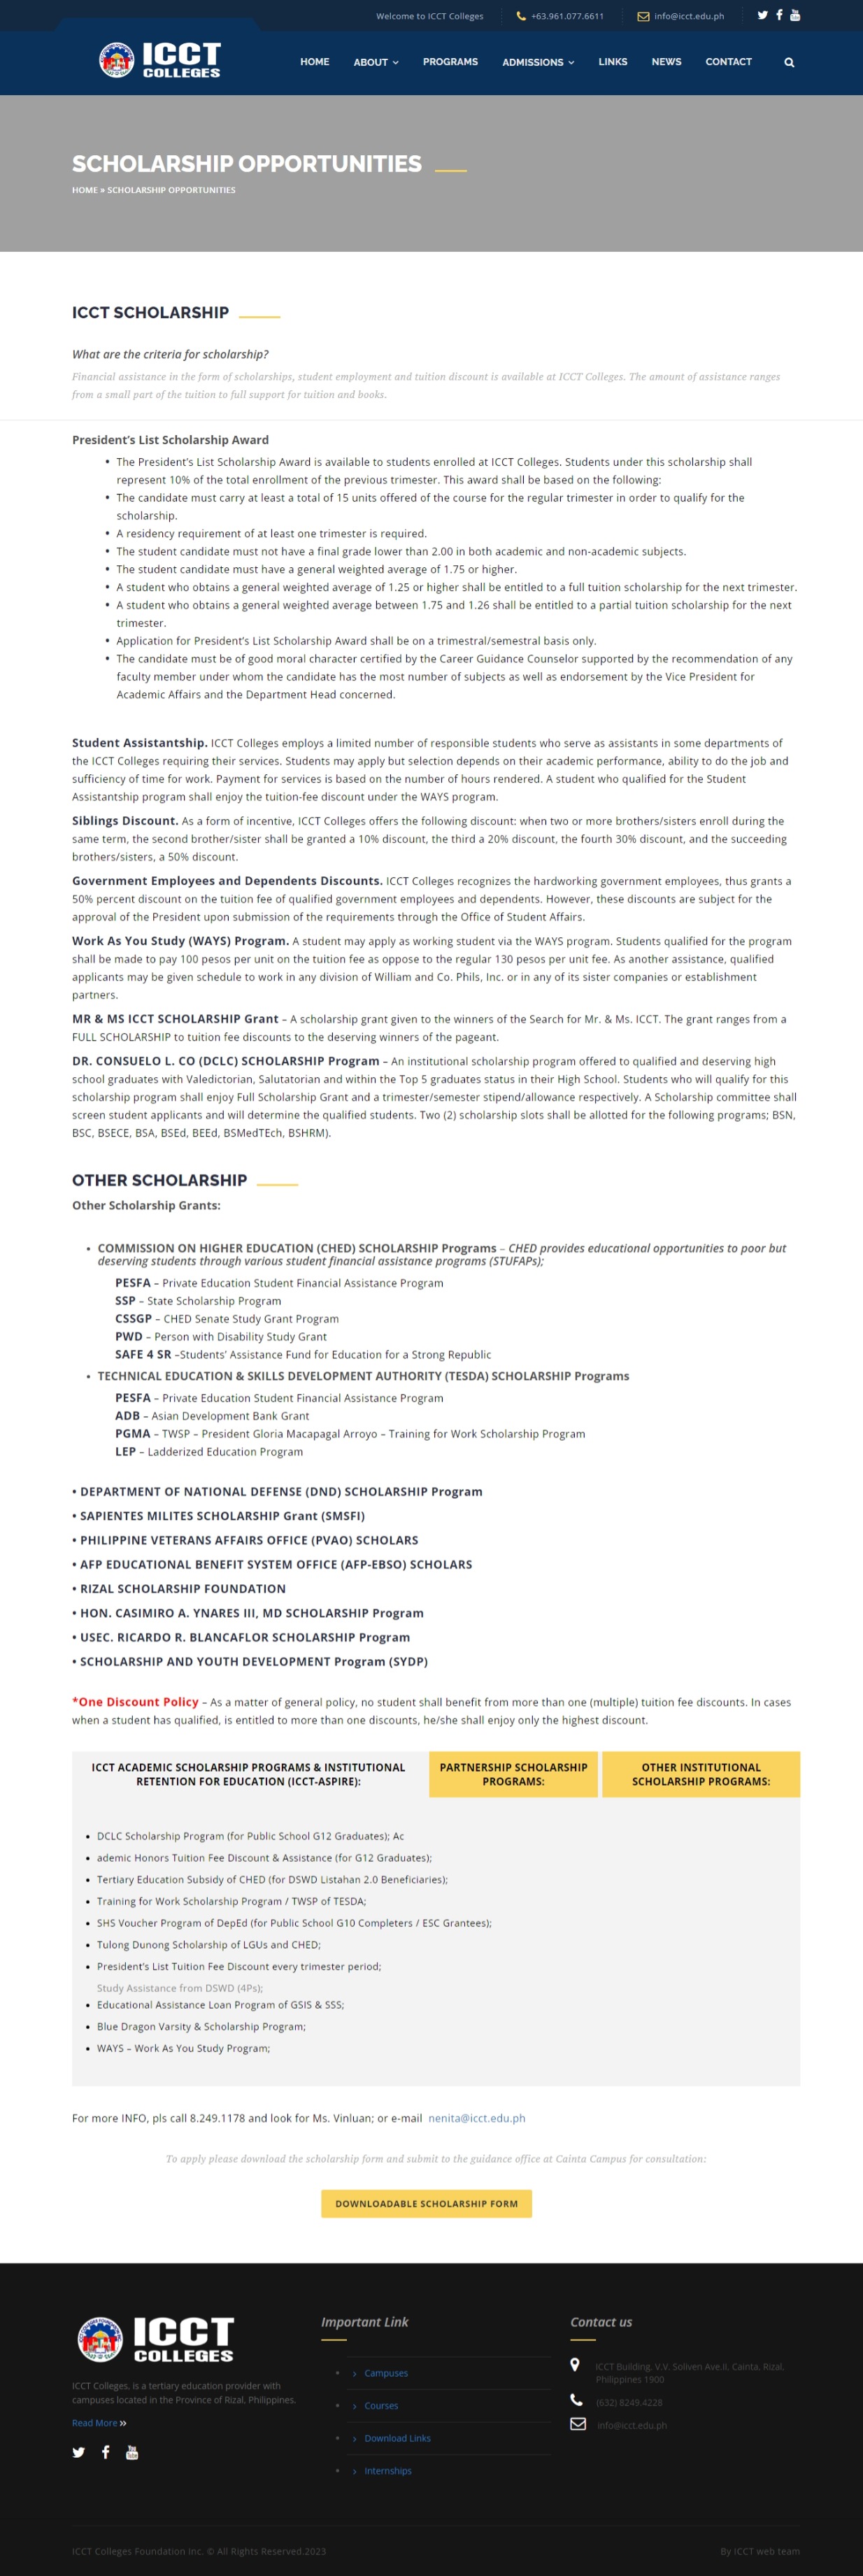 Welcome to ICCT Colleges
+63.961.077.6611
info@icct.edu.ph
ICCT
COLLEGES
HOME
ABOUT
PROGRAMS
ADMISSIONS
LINKS
NEWS
CONTACT
SCHOLARSHIP OPPORTUNITIES
HOME » SCHOLARSHIP OPPORTUNITIES
ICCT SCHOLARSHIP
What are the criteria for scholarship?
Financial assistance in the form of scholarships, student employment and tuition discount is available at ICCT Colleges. The amount of assistance ranges
from a small part of the tuition to full support for tuition and books.
President's List Scholarship Award
• The President's List Scholarship Award is available to students enrolled at ICCT Colleges. Students under this scholarship shall
represent 10% of the total enrollment of the previous trimester. This award shall be based on the following:
• The candidate must carry at least a total of 15 units offered of the course for the regular trimester in order to qualify for the
scholarship.
• A residency requirement of at least one trimester is required.
• The student candidate must not have a final grade lower than 2.00 in both academic and non-academic subjects.
• The student candidate must have a general weighted average of 1.75 or higher.
• A student who obtains a general weighted average of 1.25 or higher shall be entitled to a full tuition scholarship for the next trimester.
• A student who obtains a general weighted average between 1.75 and 1.26 shall be entitled to a partial tuition scholarship for the next
trimester.
• Application for President's List Scholarship Award shall be on a trimestral/semestral basis only.
• The candidate must be of good moral character certified by the Career Guidance Counselor supported by the recommendation of any
faculty member under whom the candidate has the most number of subjects as well as endorsement by the Vice President for
Academic Affairs and the Department Head concerned.
Student Assistantship. ICCT Colleges employs a limited number of responsible students who serve as assistants in some departments of
the ICCT Colleges requiring their services. Students may apply but selection depends on their academic performance, ability to do the job and
sufficiency of time for work. Payment for services is based on the number of hours rendered. A student who qualified for the Student
Assistantship program shall enjoy the tuition-fee discount under the WAYS program.
Siblings Discount. As a form of incentive, ICCT Colleges offers the following discount: when two or more brothers/sisters enroll during the
same term, the second brother/sister shall be granted a 10% discount, the third a 20% discount, the fourth 30% discount, and the succeeding
brothers/sisters, a 50% discount.
Government Employees and Dependents Discounts. ICCT Colleges recognizes the hardworking government employees, thus grants a
50% percent discount on the tuition fee of qualified government employees and dependents. However, these discounts are subject for the
approval of the President upon submission of the requirements through the Office of Student Affairs.
Work As You Study (WAYS) Program. A student may apply as working student via the WAYS program. Students qualified for the program
shall be made to pay 100 pesos per unit on the tuition fee as oppose to the regular 130 pesos per unit fee. As another assistance, qualified
applicants may be given schedule to work in any division of William and Co. Phils, Inc. or in any of its sister companies or establishment
partners.
MR & MS ICCT SCHOLARSHIP Grant – A scholarship grant given to the winners of the Search for Mr. & Ms. ICCT. The grant ranges from a
FULL SCHOLARSHIP to tuition fee discounts to the deserving winners of the pageant.
DR. CONSUELO L. CO (DCLC) SCHOLARSHIP Program – An institutional scholarship program offered to qualified and deserving high
school graduates with Valedictorian, Salutatorian and within the Top 5 graduates status in their High School. Students who will qualify for this
scholarship program shall enjoy Full Scholarship Grant and a trimester/semester stipend/allowance respectively. A Scholarship committee shall
screen student applicants and will determine the qualified students. Two (2) scholarship slots shall be allotted for the following programs; BSN,
BSC, BSECE, BSA, BSEd, BEEd, BSMedTEch, BSHRM).
OTHER SCHOLARSHIP
Other Scholarship Grants:
• COMMISSION ON HIGHER EDUCATION (CHED) SCHOLARSHIP Programs – CHED provides educational opportunities to poor but
deserving students through various student financial assistance programs (STUFAPs);
PESFA – Private Education Student Financial Assistance Program
SSP – State Scholarship Program
CSSGP – CHED Senate Study Grant Program
PWD – Person with Disability Study Grant
SAFE 4 SR –Students' Assistance Fund for Education for a Strong Republic
• TECHNICAL EDUCATION & SKILLS DEVELOPMENT AUTHORITY (TESDA) SCHOLARSHIP Programs
PESFA – Private Education Student Financial Assistance Program
ADB – Asian Development Bank Grant
PGMA – TWSP – President Gloria Macapagal Arroyo – Training for Work Scholarship Program
LEP – Ladderized Education Program
• DEPARTMENT OF NATIONAL DEFENSE (DND) SCHOLARSHIP Program
• SAPIENTES MILITES SCHOLARSHIP Grant (SMSFI)
• PHILIPPINE VETERANS AFFAIRS OFFICE (PVAO) SCHOLARS
• AFP EDUCATIONAL BENEFIT SYSTEM OFFICE (AFP-EBSO) SCHOLARS
• RIZAL SCHOLARSHIP FOUNDATION
• HON. CASIMIRO A. YNARES III, MD SCHOLARSHIP Program
• USEC. RICARDO R. BLANCAFLOR SCHOLARSHIP Program
• SCHOLARSHIP AND YOUTH DEVELOPMENT Program (SYDP)
*One Discount Policy – As a matter of general policy, no student shall benefit from more than one (multiple) tuition fee discounts. In cases
when a student has qualified, is entitled to more than one discounts, he/she shall enjoy only the highest discount.
ICCT ACADEMIC SCHOLARSHIP PROGRAMS & INSTITUTIONAL
RETENTION FOR EDUCATION (ICCT-ASPIRE):
PARTNERSHIP SCHOLARSHIP
PROGRAMS:
OTHER INSTITUTIONAL
SCHOLARSHIP PROGRAMS:
• DCLC Scholarship Program (for Public School G12 Graduates); Ac
• ademic Honors Tuition Fee Discount & Assistance (for G12 Graduates);
• Tertiary Education Subsidy of CHED (for DSWD Listahan 2.0 Beneficiaries);
• Training for Work Scholarship Program / TWSP of TESDA;
• SHS Voucher Program of DepEd (for Public School G10 Completers / ESC Grantees);
• Tulong Dunong Scholarship of LGUs and CHED;
• President's List Tuition Fee Discount every trimester period;
Study Assistance from DSWD (4Ps);
• Educational Assistance Loan Program of GSIS & SSS;
• Blue Dragon Varsity & Scholarship Program;
• WAYS – Work As You Study Program;
For more INFO, pls call 8.249.1178 and look for Ms. Vinluan; or e-mail nenita@icct.edu.ph
To apply please download the scholarship form and submit to the guidance office at Cainta Campus for consultation:
DOWNLOADABLE SCHOLARSHIP FORM
ICCT
COLLEGES
ICCT Colleges, is a tertiary education provider with
campuses located in the Province of Rizal, Philippines.
Read More »
Important Link
• › Campuses
• › Courses
• › Download Links
• › Internships
Contact us
ICCT Building, V.V. Soliven Ave.II, Cainta, Rizal,
Philippines 1900
(632) 8249.4228
info@icct.edu.ph
ICCT Colleges Foundation Inc. © All Rights Reserved.2023
By ICCT web team